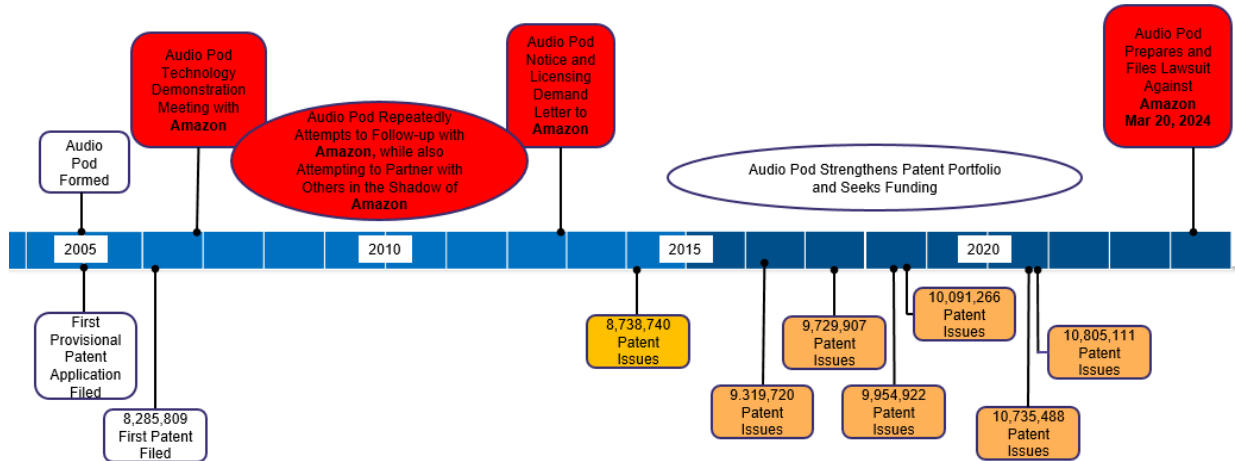 Audio Pod
Technology
Demonstration
Meeting with
Amazon
Audio Pod
Notice and
Licensing
Demand
Letter to
Amazon
Audio Pod
Prepares and
Files Lawsuit
Against
Amazon
Mar 20, 2024
Audio
Pod
Formed
Audio Pod Repeatedly
Attempts to Follow-up with
Amazon, while also
Attempting to Partner with
Others in the Shadow of
Amazon
Audio Pod Strengthens Patent Portfolio
and Seeks Funding
2005
2010
2015
2020
First
Provisional
Patent
Application
Filed
8,285,809
First Patent
Filed
8,738,740
Patent
Issues
9.319,720
Patent
Issues
9,729,907
Patent
Issues
9,954,922
Patent
Issues
10,091,266
Patent
Issues
10,735,488
Patent
Issues
10,805,111
Patent
Issues